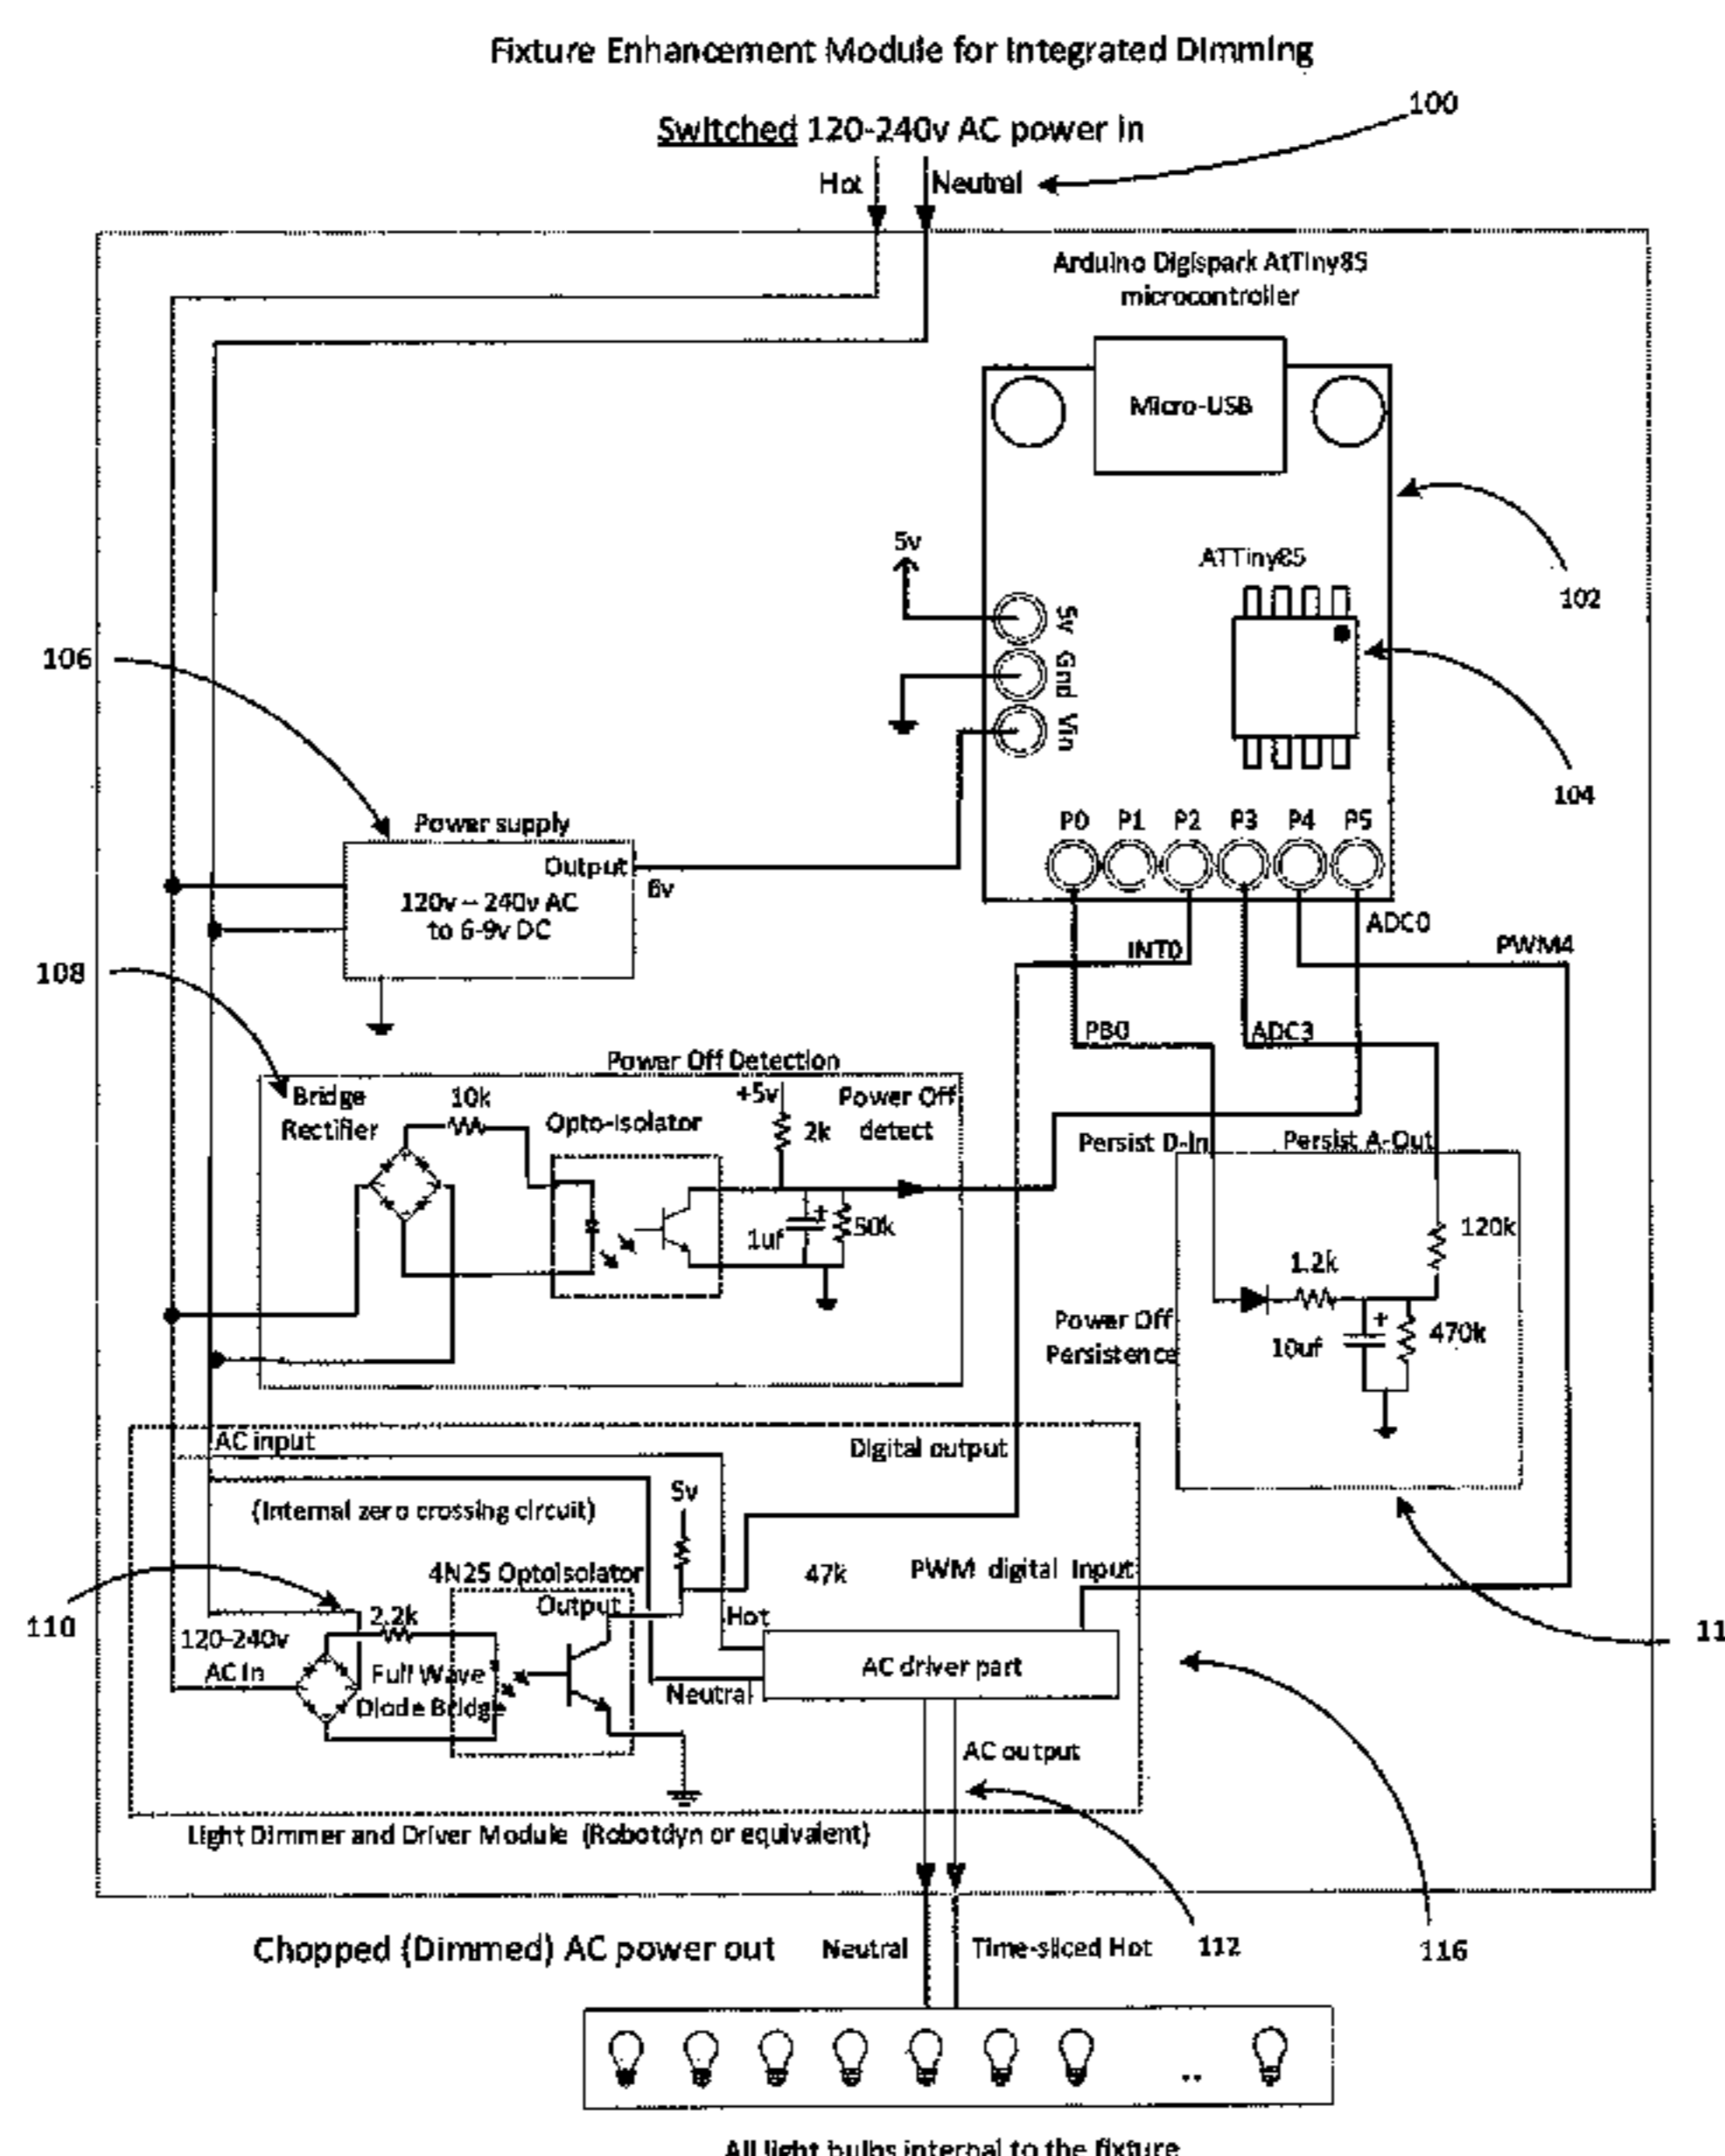 Fixture Enhancement Module for Integrated Dimming
100
Switched 120-240v AC power in
Hot
Neutral
Arduino Digispark AtTiny85
microcontroller
Micro-USB
5v
ATTiny85
102
5v
Gnd
Vin
106
104
Power supply
Output
6v
120v – 240v AC
to 6-9v DC
P0 P1 P2 P3 P4 P5
ADC0
INT0
PWM4
108
PB0
ADC3
Power Off Detection
Bridge
Rectifier
10k
Opto-isolator
+5v
2k
Power Off
detect
Persist D-In
Persist A-Out
1uf
+
50k
120k
1.2k
Power Off
Persistence
10uf
+
470k
AC input
Digital output
(Internal zero crossing circuit)
5v
4N25 Optoisolator
Output
47k
PWM digital Input
110
2.2k
Hot
11
120-240v
AC In
Full Wave
Diode Bridge
AC driver part
Neutral
AC output
Light Dimmer and Driver Module (Robotdyn or equivalent)
Chopped (Dimmed) AC power out
Neutral
Time-sliced Hot
112
116
..
All light bulbs internal to the fixture